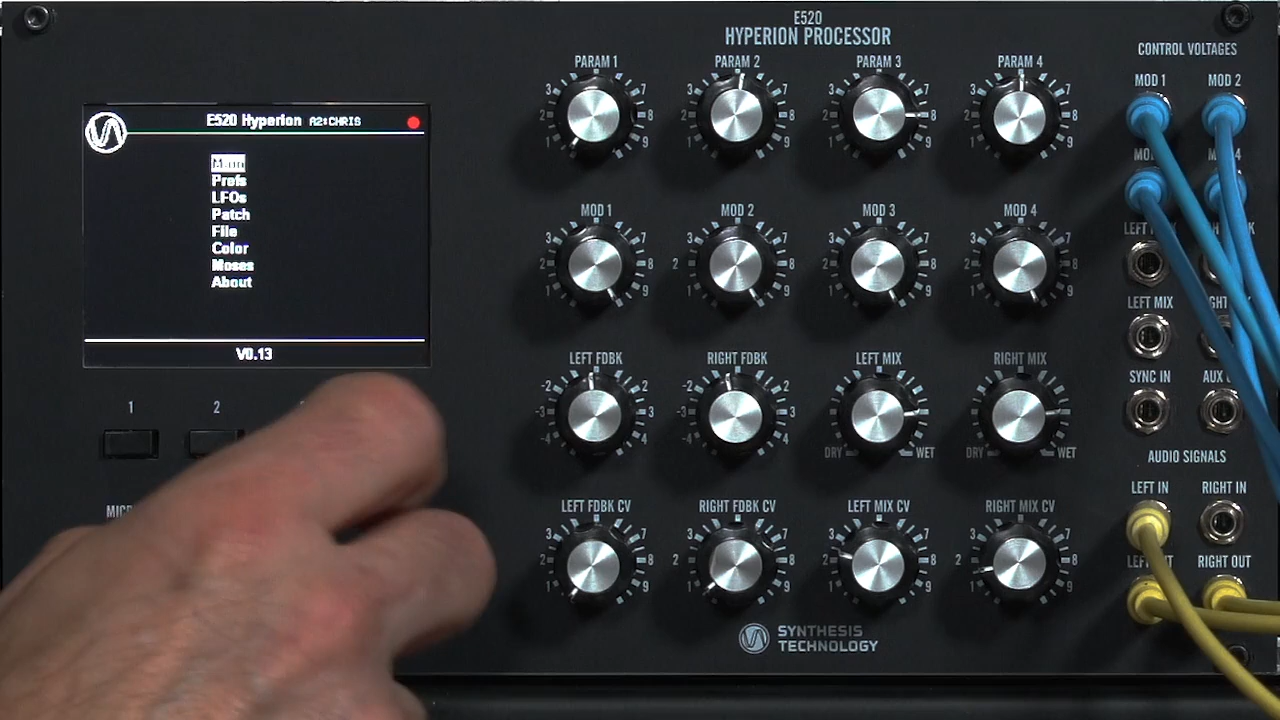 E520
HYPERION PROCESSOR
E520 Hyperion A2:CHRIS
Main
Prefs
LFOs
Patch
File
Color
Moses
About
V0.13
1 2
PARAM 1 PARAM 2 PARAM 3 PARAM 4
MOD 1 MOD 2 MOD 3 MOD 4
LEFT FDBK RIGHT FDBK LEFT MIX RIGHT MIX
DRY WET DRY WET
LEFT FDBK CV RIGHT FDBK CV LEFT MIX CV RIGHT MIX CV
SYNTHESIS
TECHNOLOGY
CONTROL VOLTAGES
MOD 1 MOD 2
LEFT MIX
SYNC IN AUX
AUDIO SIGNALS
LEFT IN RIGHT IN
RIGHT OUT